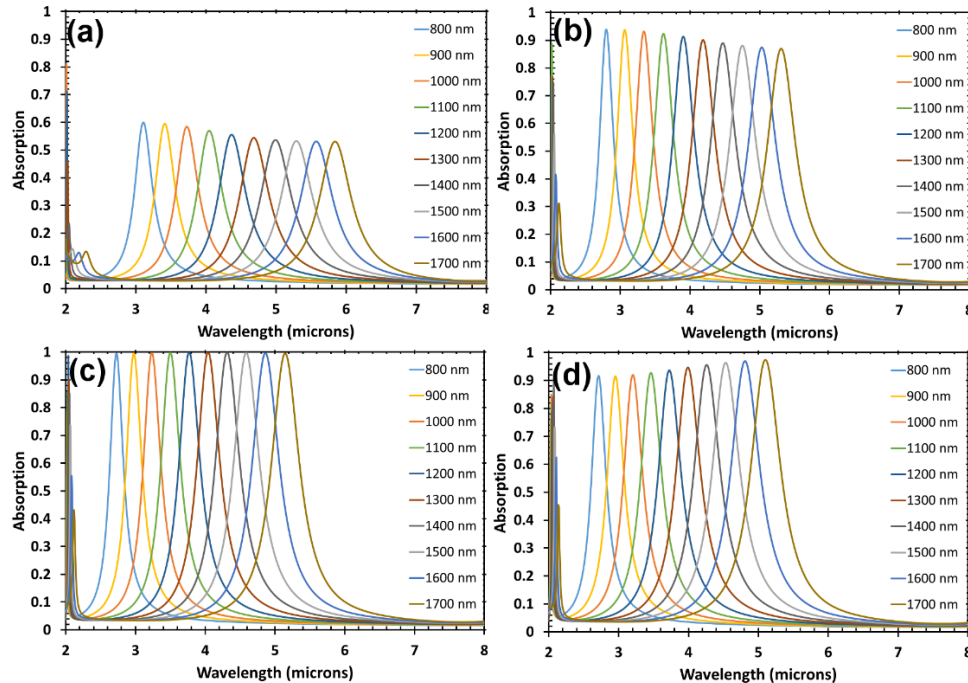 (a)
1
0.9
0.8
0.7
0.6
0.5
0.4
0.3
0.2
0.1
0
Absorption
2 3 4 5 6 7 8
Wavelength (microns)
800 nm
900 nm
1000 nm
1100 nm
1200 nm
1300 nm
1400 nm
1500 nm
1600 nm
1700 nm
(b)
1
0.9
0.8
0.7
0.6
0.5
0.4
0.3
0.2
0.1
0
Absorption
2 3 4 5 6 7 8
Wavelength (microns)
800 nm
900 nm
1000 nm
1100 nm
1200 nm
1300 nm
1400 nm
1500 nm
1600 nm
1700 nm
(c)
1
0.9
0.8
0.7
0.6
0.5
0.4
0.3
0.2
0.1
0
Absorption
2 3 4 5 6 7 8
Wavelength (microns)
800 nm
900 nm
1000 nm
1100 nm
1200 nm
1300 nm
1400 nm
1500 nm
1600 nm
1700 nm
(d)
1
0.9
0.8
0.7
0.6
0.5
0.4
0.3
0.2
0.1
0
Absorption
2 3 4 5 6 7 8
Wavelength (microns)
800 nm
900 nm
1000 nm
1100 nm
1200 nm
1300 nm
1400 nm
1500 nm
1600 nm
1700 nm